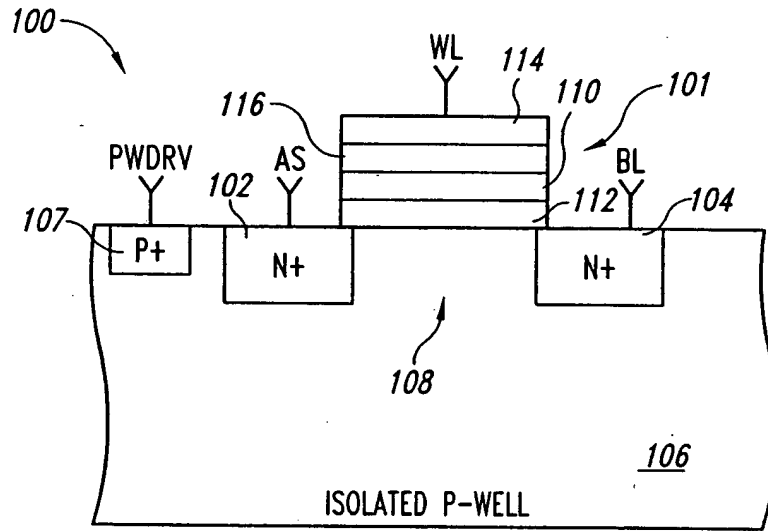 100
WL
114
110
101
116
PWDRV
AS
102
BL
112
104
107
P+
N+
N+
108
106
ISOLATED P-WELL